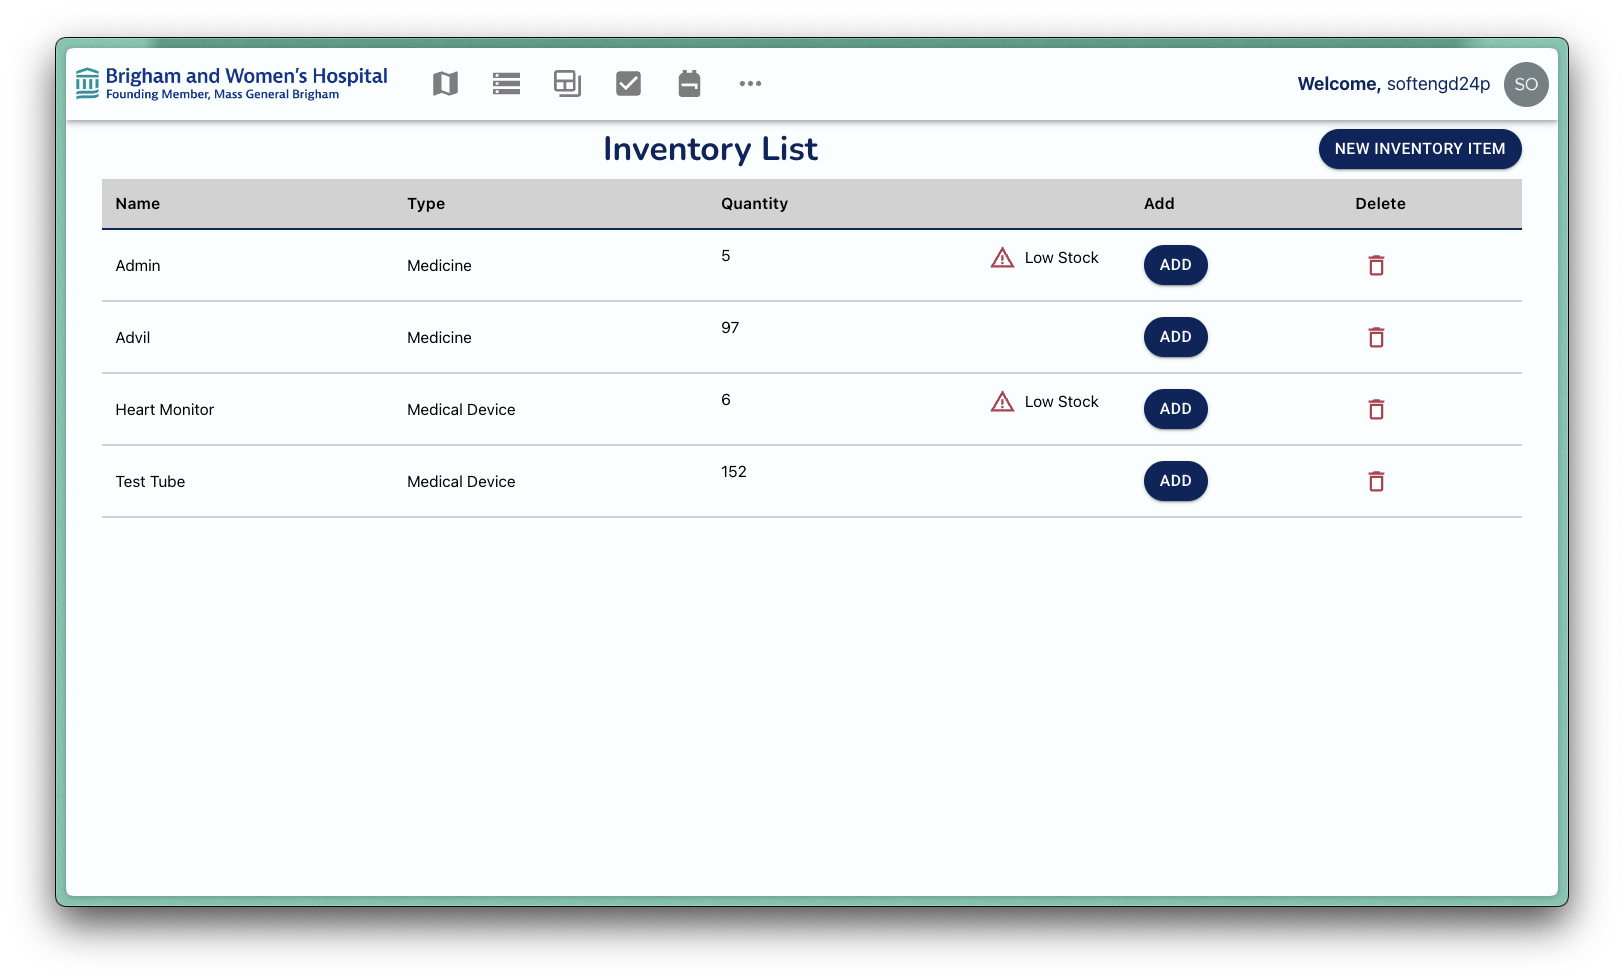 Brigham and Women's Hospital
Founding Member, Mass General Brigham
Welcome, softengd24p
SO
Inventory List
NEW INVENTORY ITEM
Name Type Quantity Add Delete
Admin Medicine 5 Low Stock ADD
Advil Medicine 97 ADD
Heart Monitor Medical Device 6 Low Stock ADD
Test Tube Medical Device 152 ADD